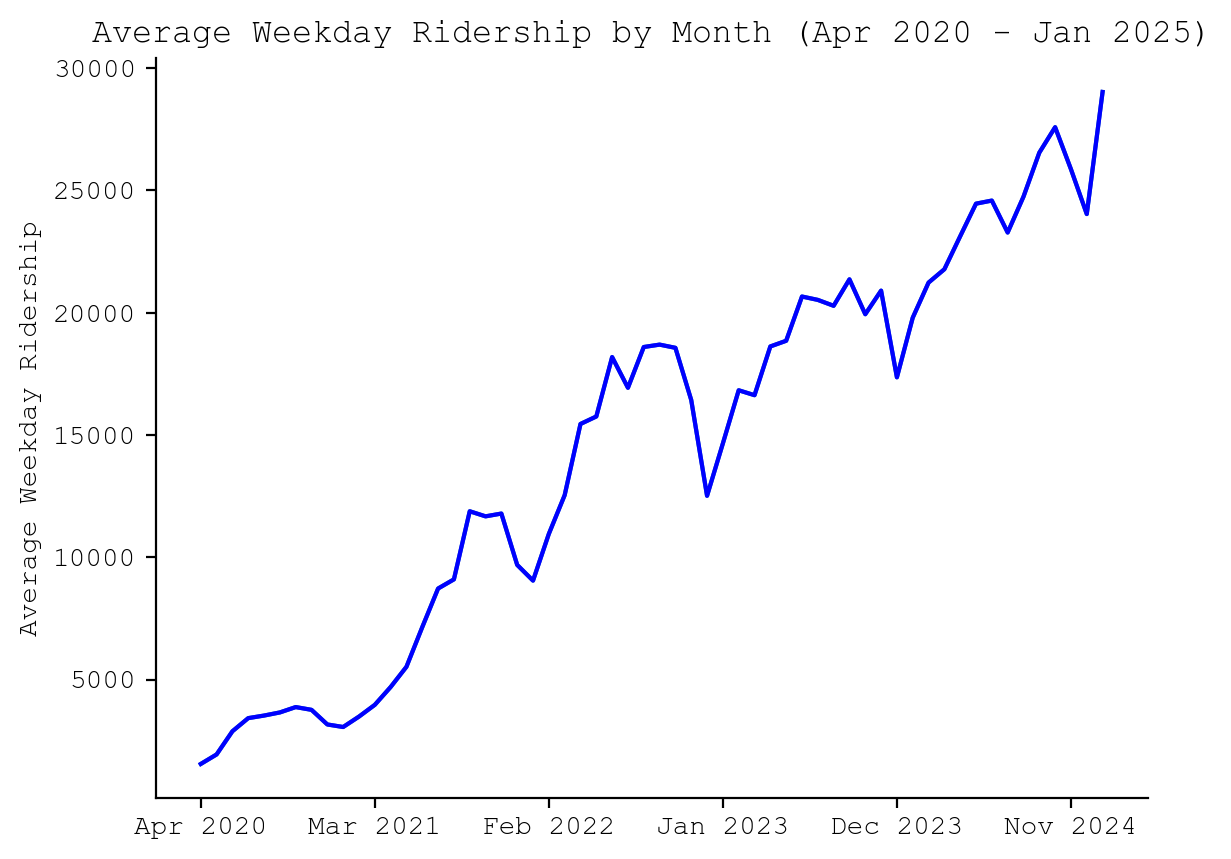 Average Weekday Ridership by Month (Apr 2020 – Jan 2025)
Average Weekday Ridership
30000
25000
20000
15000
10000
5000
Apr 2020 Mar 2021 Feb 2022 Jan 2023 Dec 2023 Nov 2024